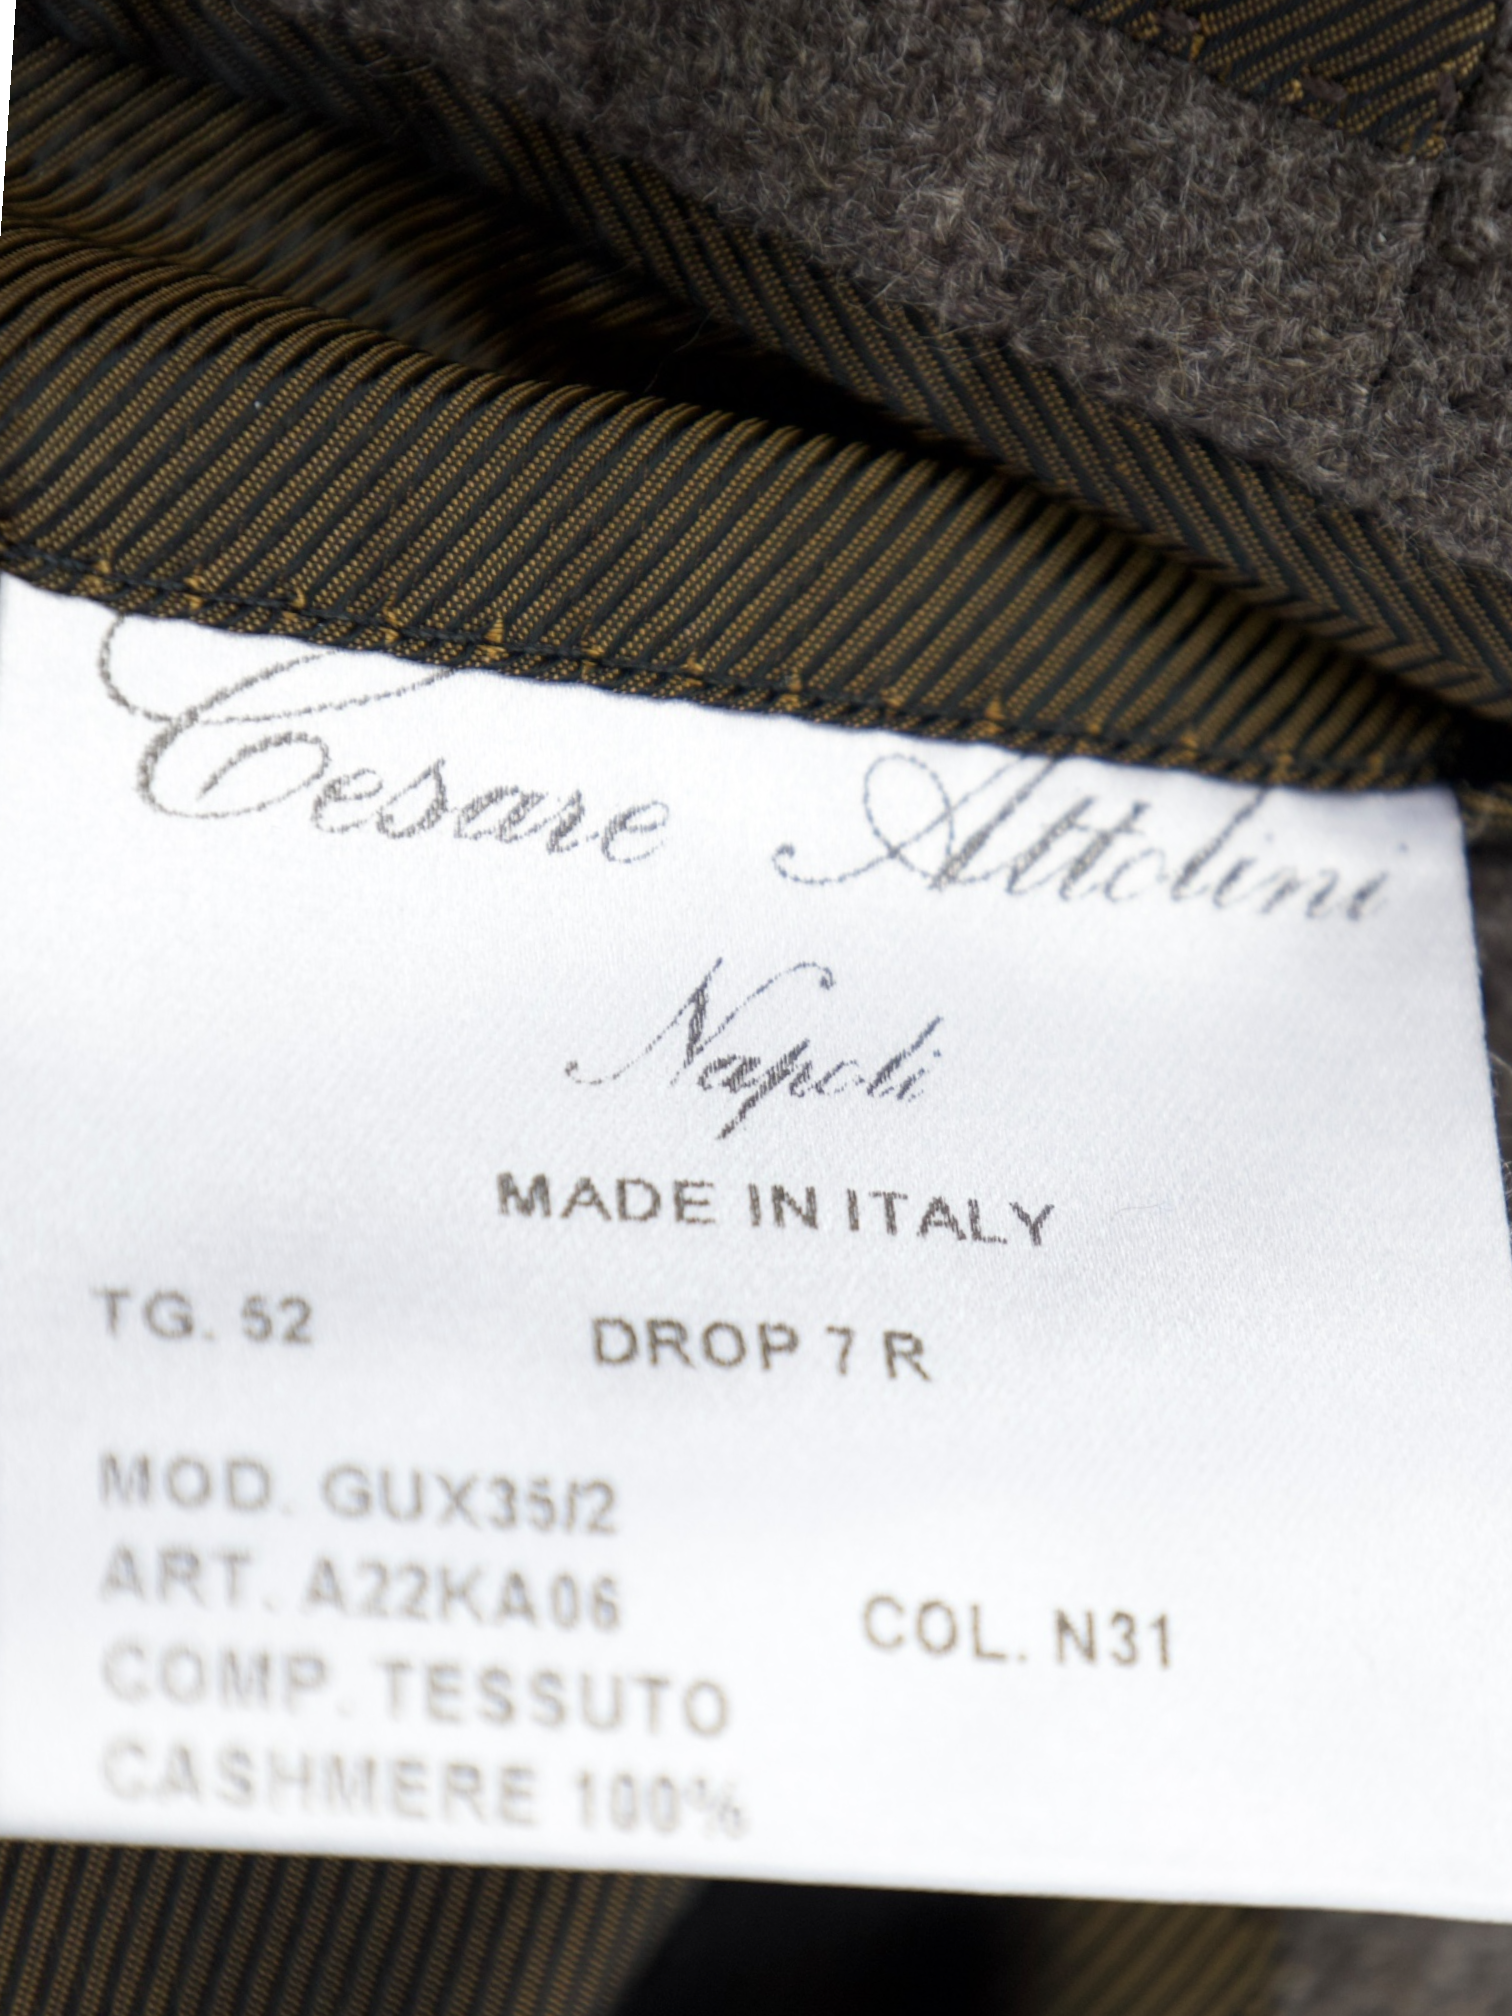 Cesare Attolini
Napoli
MADE IN ITALY
TG. 52 DROP 7 R
MOD. GUX35/2
ART. A22KA06 COL. N31
COMP. TESSUTO
CASHMERE 100%